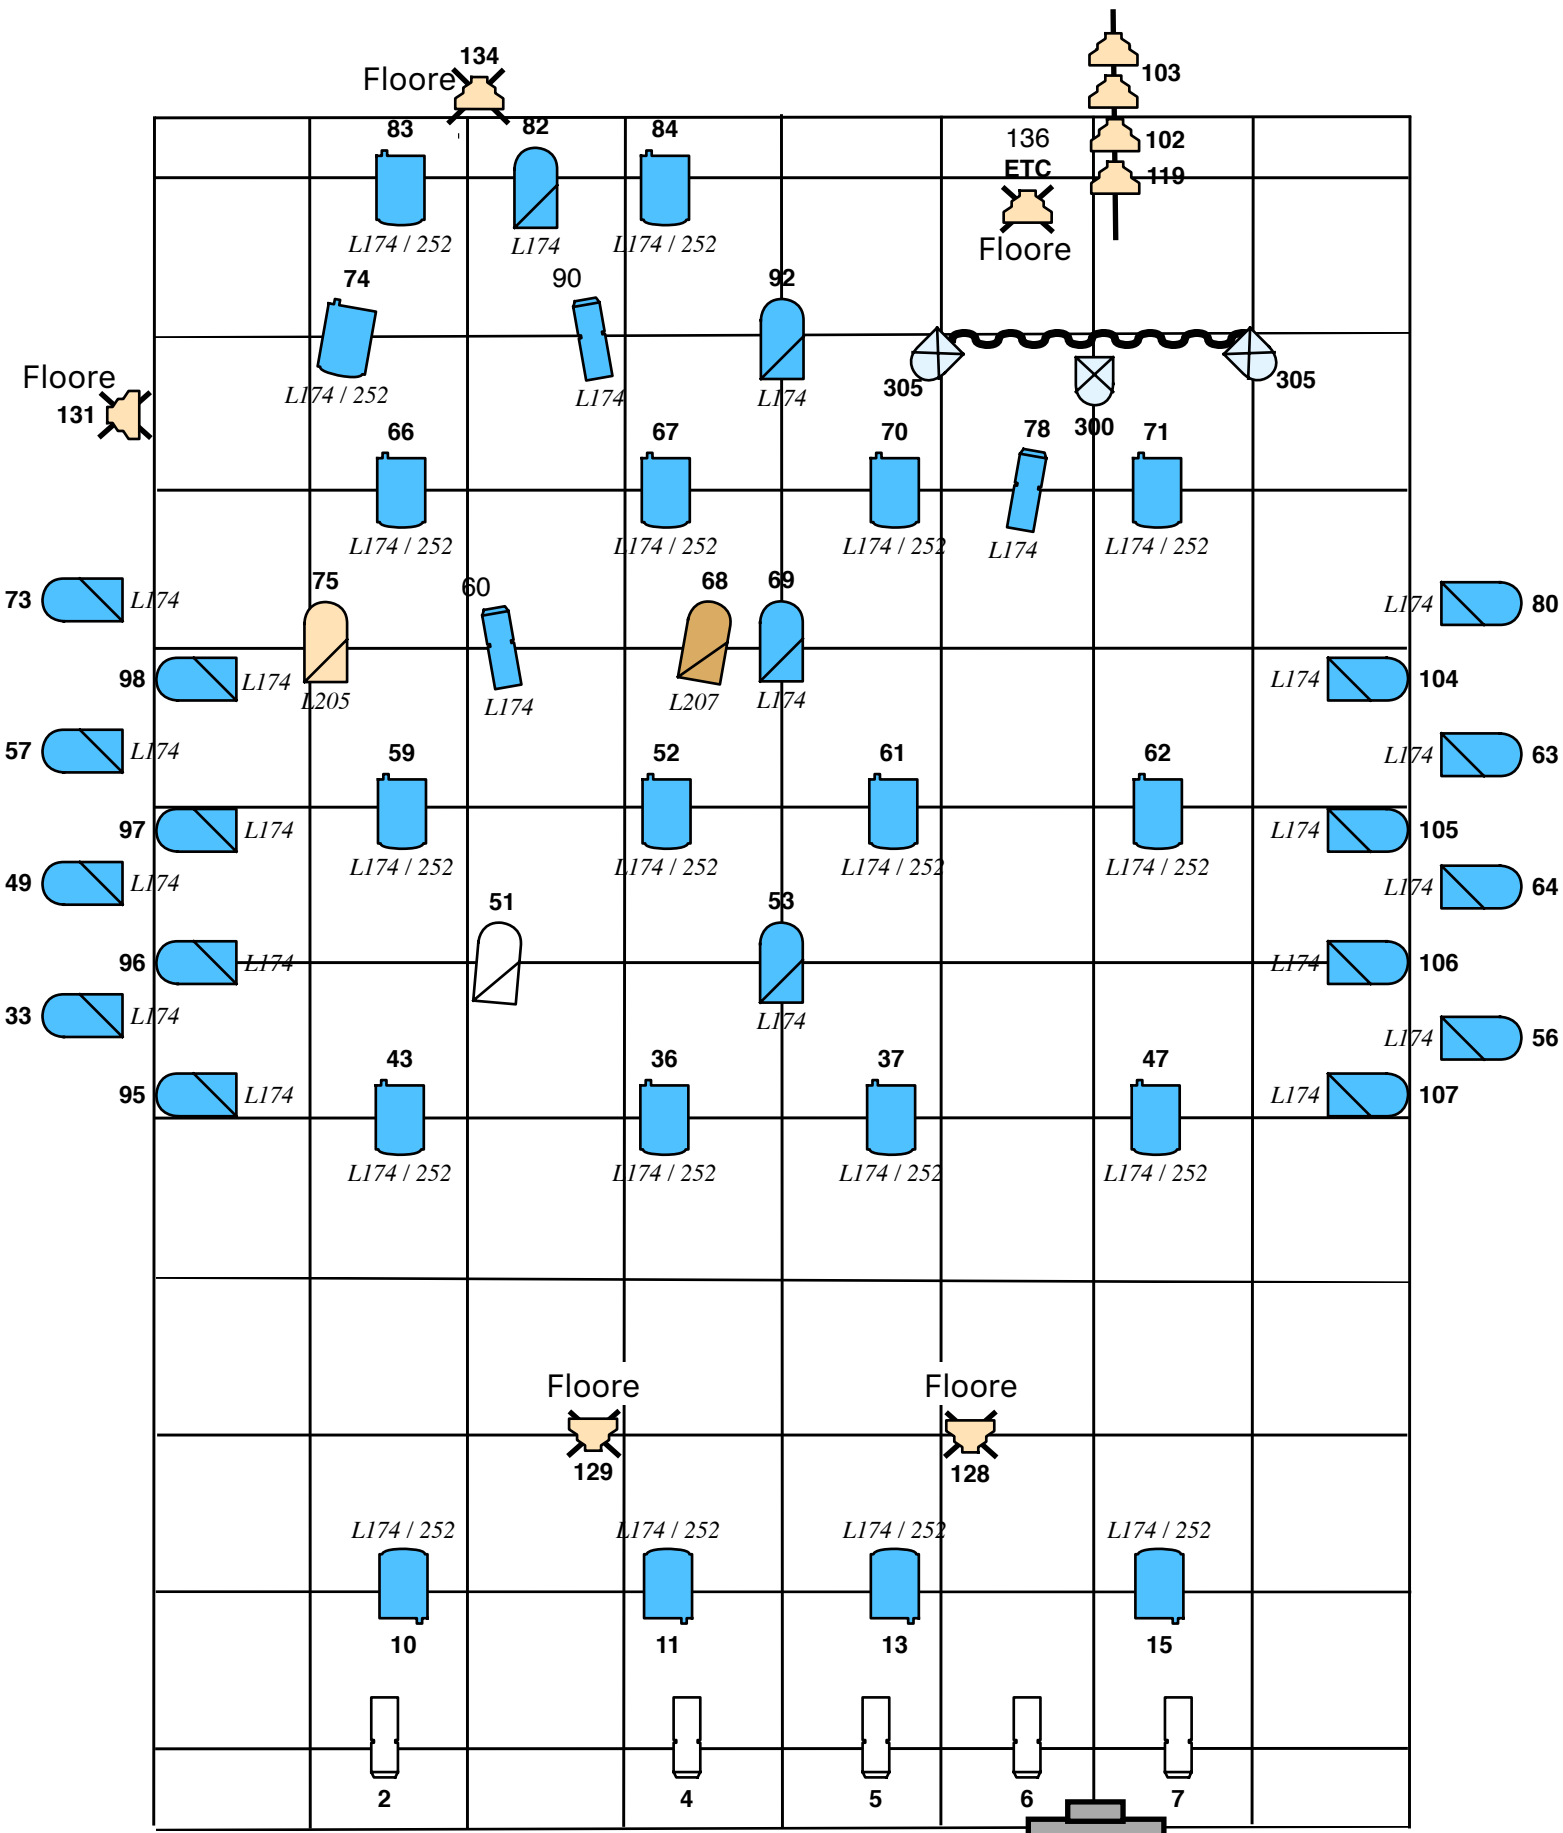 134
Floore
103
83
82
84
136
102
ETC
119
L174 / 252
L174
L174 / 252
Floore
74
90
92
Floore
305
305
131
L174 / 252
L174
L174
300
66
67
70
78
71
L174 / 252
L174 / 252
L174 / 252
L174
L174 / 252
75
60
68
69
73
L174
L174
80
98
L174
L205
L174
L207
L174
L174
104
57
L174
59
52
61
62
L174
63
97
L174
L174
105
L174 / 252
L174 / 252
L174 / 252
L174 / 252
49
L174
L174
64
51
53
96
L174
L174
106
33
L174
L174
L174
56
43
36
37
47
95
L174
L174
107
L174 / 252
L174 / 252
L174 / 252
L174 / 252
Floore
Floore
129
128
L174 / 252
L174 / 252
L174 / 252
L174 / 252
10
11
13
15
2
4
5
6
7